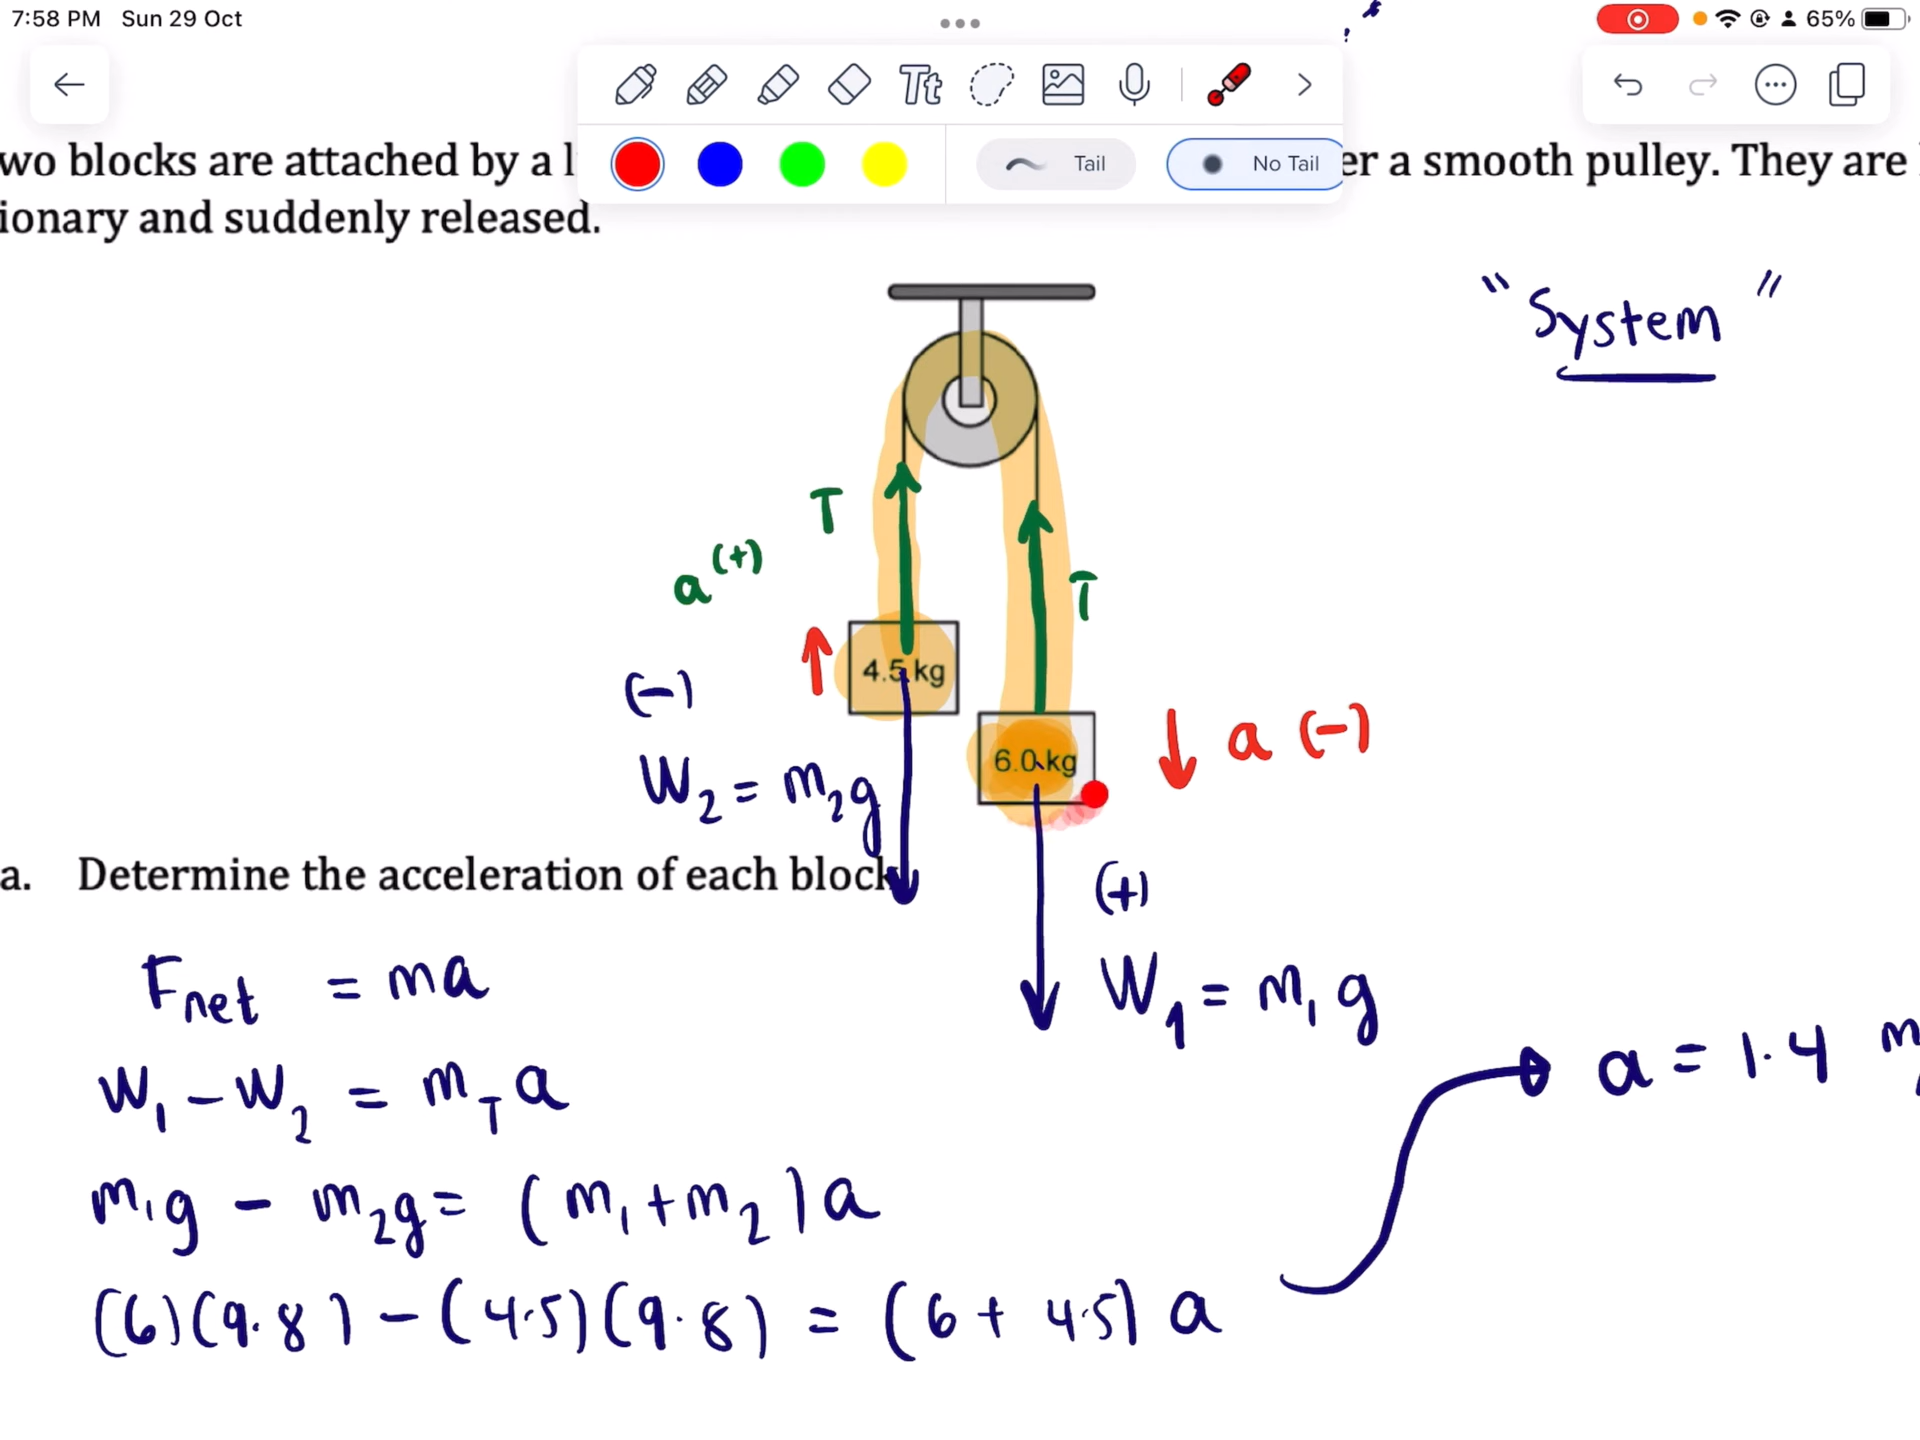 7:58 PM Sun 29 Oct
65%
Tt
Tail No Tail
wo blocks are attached by a l er a smooth pulley. They are
ionary and suddenly released.
"System"
T
a (+)
T
4.5 kg
(-)
a (-)
6.0 kg
W₂ = m₂g
a. Determine the acceleration of each block
(+)
Fnet = ma
W₁ = m₁g
W₁ - W₂ = mTa
a = 1.4 m
m₁g - m₂g = (m₁ + m₂)a
(6)(9.8) - (4.5)(9.8) = (6 + 4.5) a